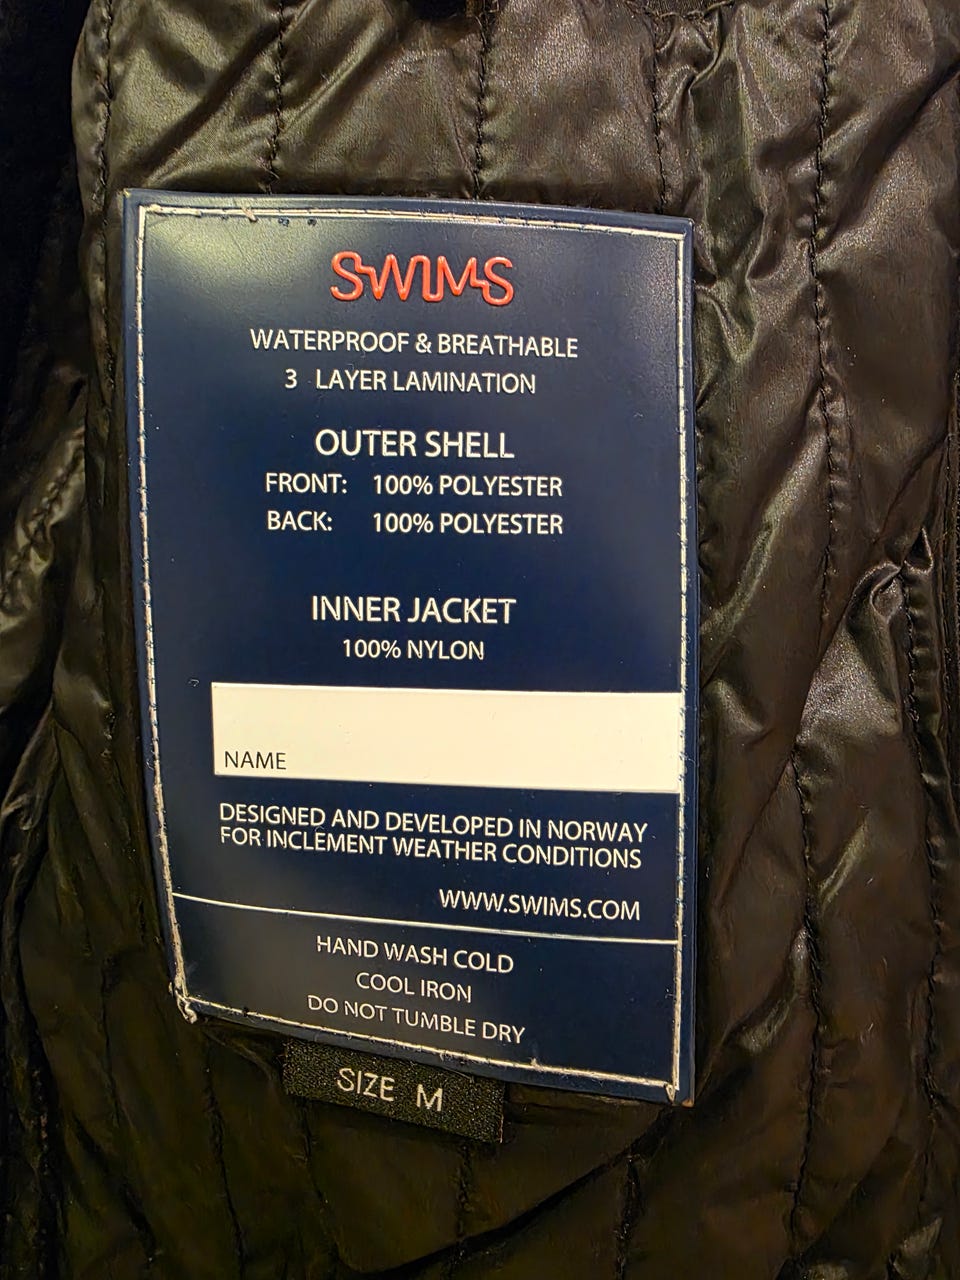 SWIMS
WATERPROOF & BREATHABLE
3 LAYER LAMINATION
OUTER SHELL
FRONT: 100% POLYESTER
BACK: 100% POLYESTER
INNER JACKET
100% NYLON
NAME
DESIGNED AND DEVELOPED IN NORWAY
FOR INCLEMENT WEATHER CONDITIONS
WWW.SWIMS.COM
HAND WASH COLD
COOL IRON
DO NOT TUMBLE DRY
SIZE M